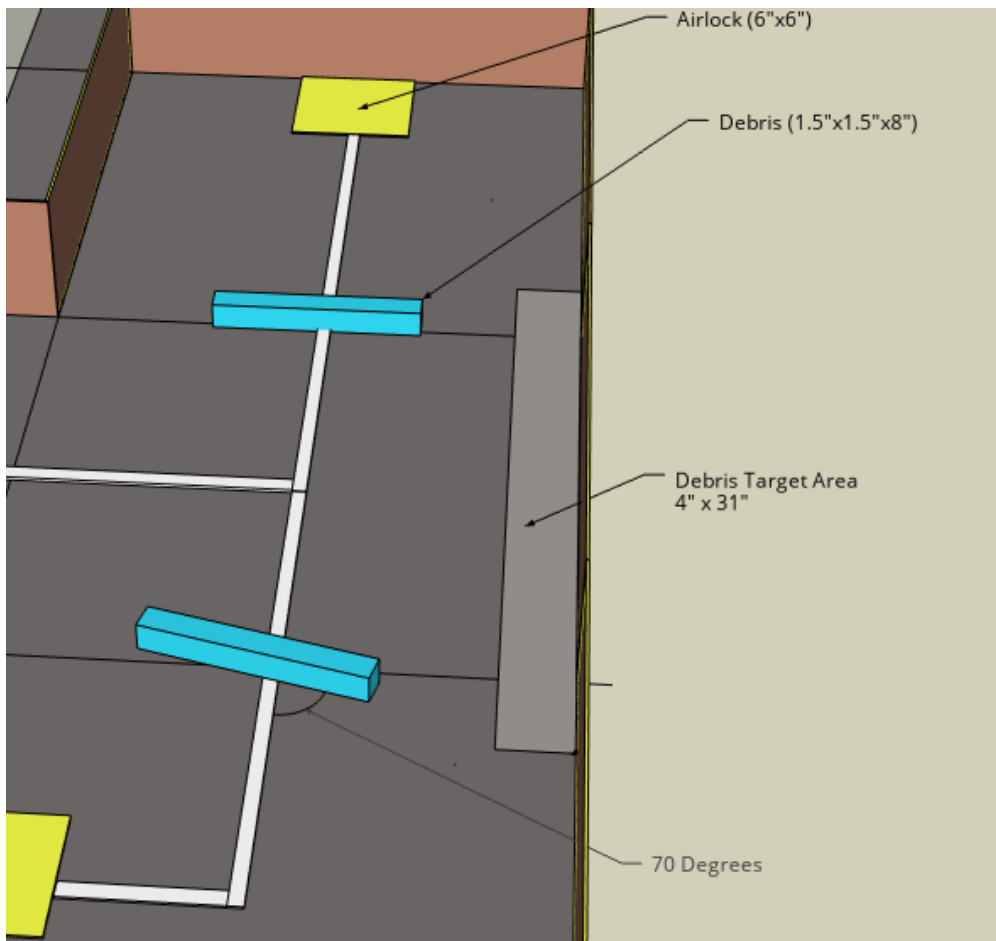 Airlock (6"x6")
Debris (1.5"x1.5"x8")
Debris Target Area
4" x 31"
70 Degrees